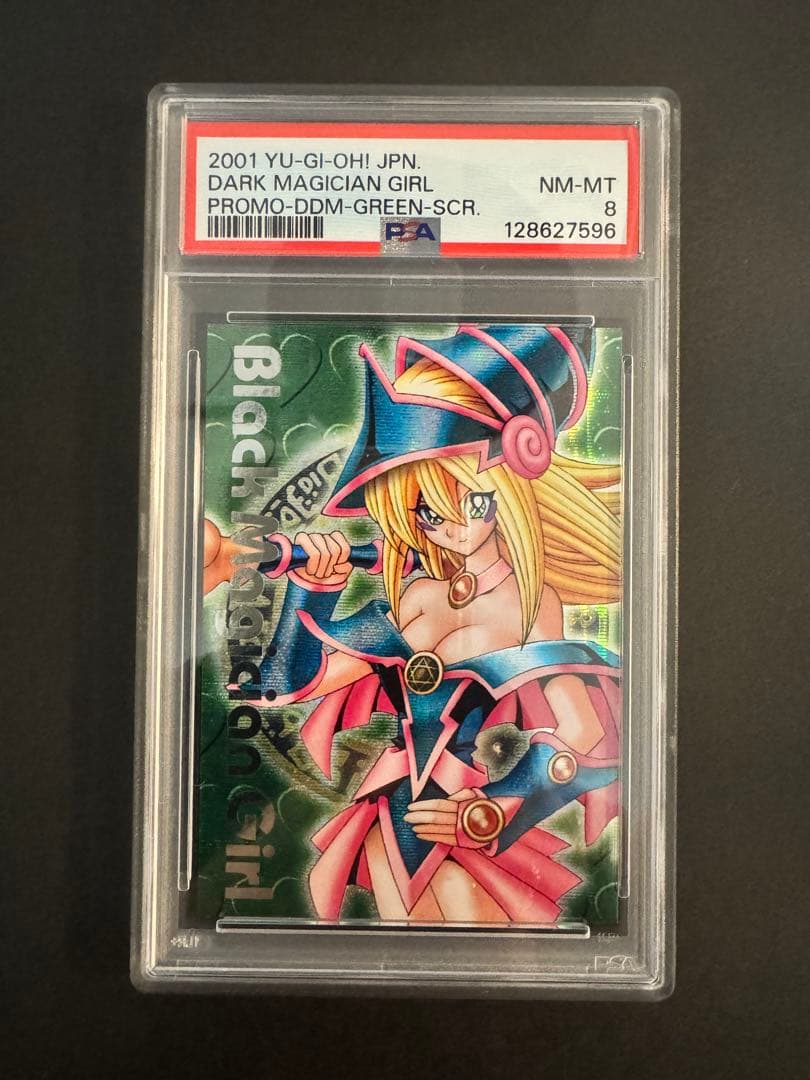 2001 YU-GI-OH! JPN.
DARK MAGICIAN GIRL
NM-MT
PROMO-DDM-GREEN-SCR.
8
PSA
128627596
Black Magician Girl
PSA